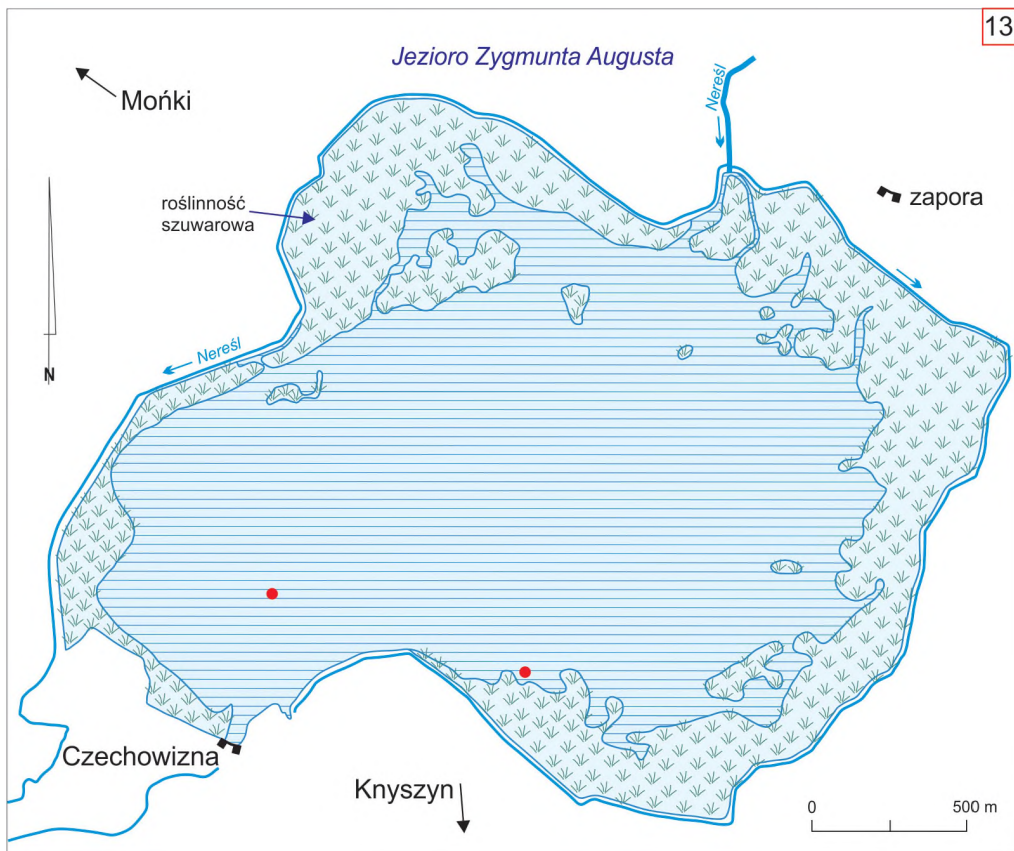 13
Jezioro Zygmunta Augusta
Mońki
Nereśl
zapora
roślinność
szuwarowa
Nereśl
N
Czechowizna
Knyszyn
0 500 m